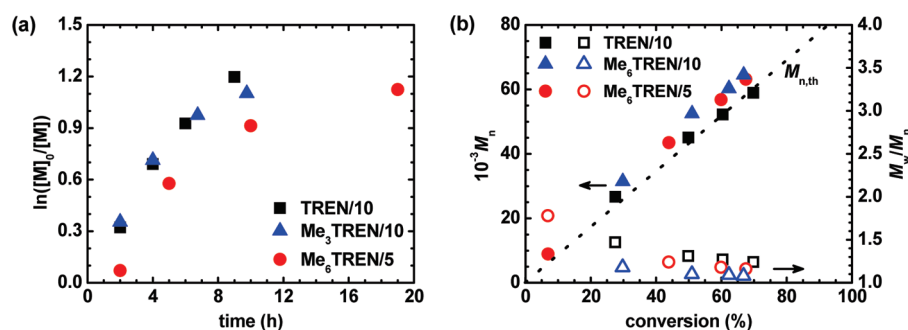 (a)
ln([M]₀/[M])
1.5
1.2
0.9
0.6
0.3
0.0
0 4 8 12 16 20
time (h)
TREN/10
Me₃TREN/10
Me₆TREN/5
(b)
10⁻³Mₙ
80
60
40
20
0
0 20 40 60 80 100
conversion (%)
TREN/10
Me₆TREN/10
Me₆TREN/5
Mₙ,ₜₕ
4.0
3.5
3.0
2.5
2.0
1.5
1.0
M_w/Mₙ